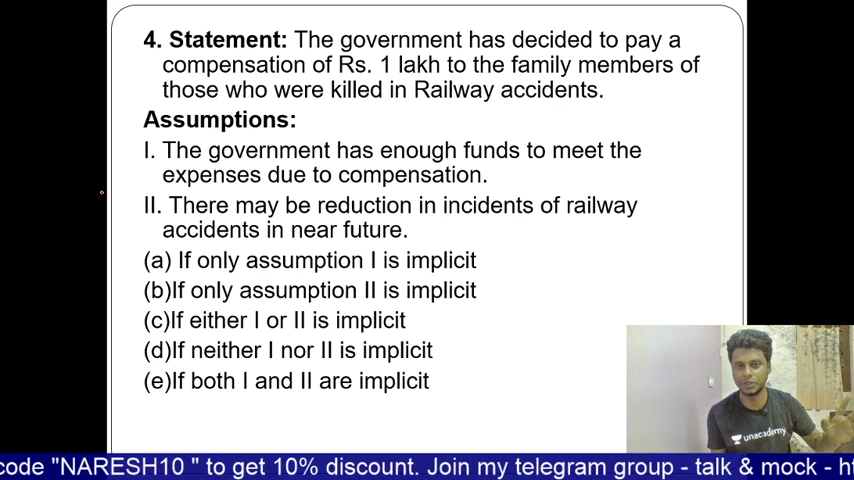 4. Statement: The government has decided to pay a
compensation of Rs. 1 lakh to the family members of
those who were killed in Railway accidents.
Assumptions:
I. The government has enough funds to meet the
expenses due to compensation.
II. There may be reduction in incidents of railway
accidents in near future.
(a) If only assumption I is implicit
(b)If only assumption II is implicit
(c)If either I or II is implicit
(d)If neither I nor II is implicit
(e)If both I and II are implicit
unacademy
code "NARESH10 " to get 10% discount. Join my telegram group - talk & mock - ht